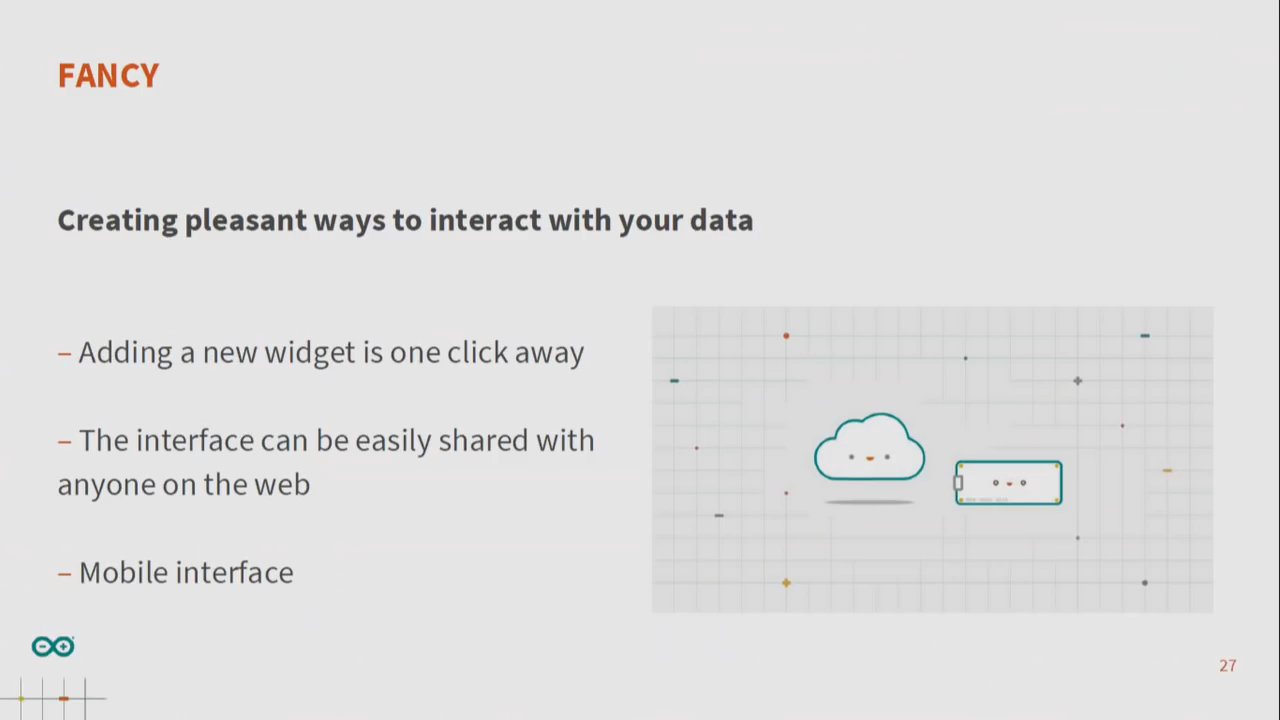 FANCY
Creating pleasant ways to interact with your data
– Adding a new widget is one click away
– The interface can be easily shared with
anyone on the web
– Mobile interface
27